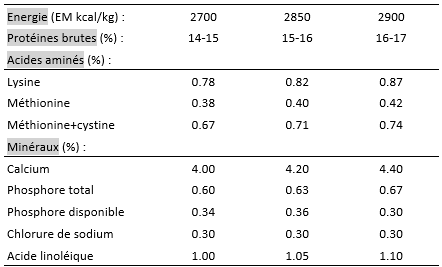 Energie (EM kcal/kg) : 2700 2850 2900
Protéines brutes (%) : 14-15 15-16 16-17
Acides aminés (%) :
Lysine 0.78 0.82 0.87
Méthionine 0.38 0.40 0.42
Méthionine+cystine 0.67 0.71 0.74
Minéraux (%) :
Calcium 4.00 4.20 4.40
Phosphore total 0.60 0.63 0.67
Phosphore disponible 0.34 0.36 0.30
Chlorure de sodium 0.30 0.30 0.30
Acide linoléique 1.00 1.05 1.10